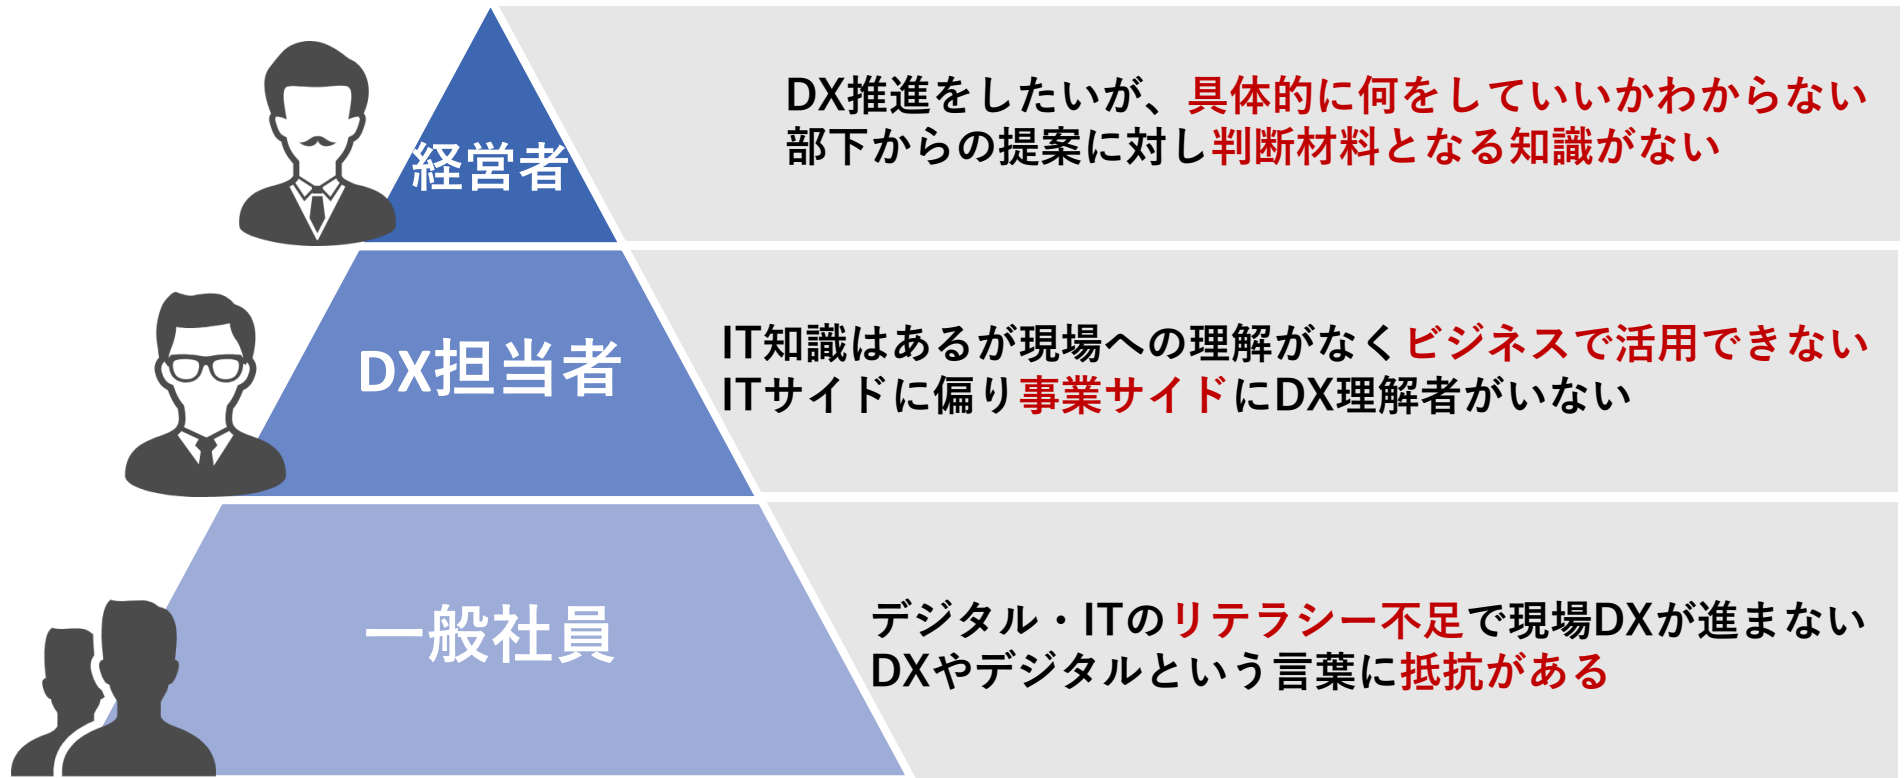 経営者
DX推進をしたいが、具体的に何をしていいかわからない
部下からの提案に対し判断材料となる知識がない
DX担当者
IT知識はあるが現場への理解がなくビジネスで活用できない
ITサイドに偏り事業サイドにDX理解者がいない
一般社員
デジタル・ITのリテラシー不足で現場DXが進まない
DXやデジタルという言葉に抵抗がある